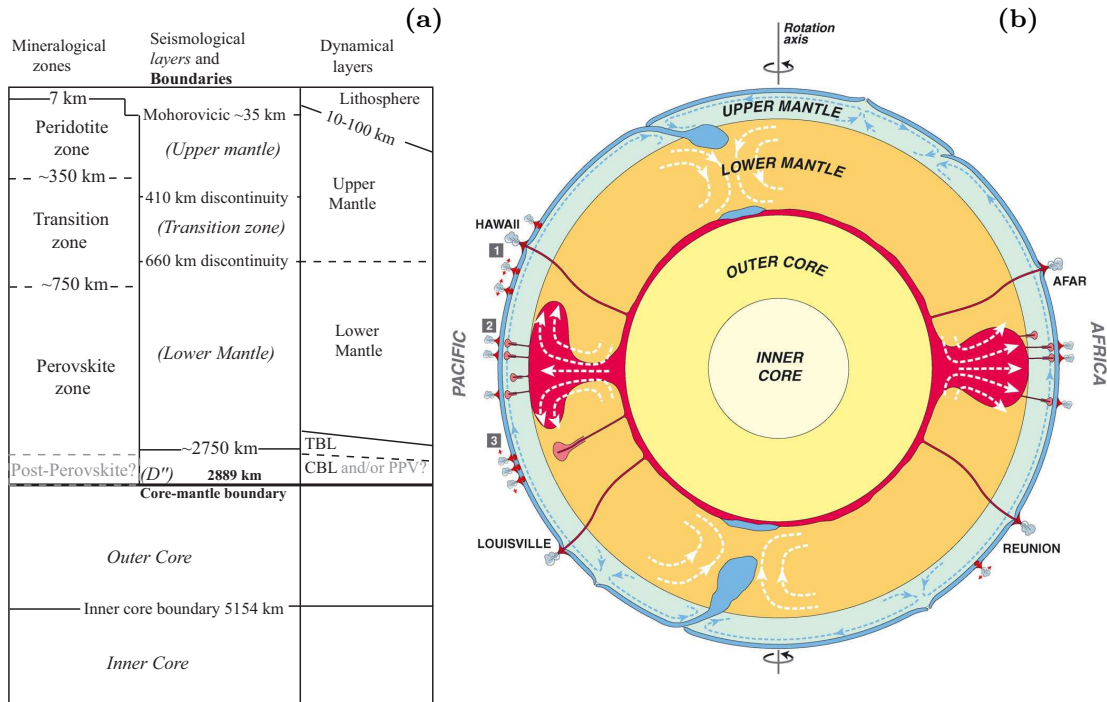 (a)
Mineralogical
zones
Seismological
layers and
Boundaries
Dynamical
layers
7 km
Peridotite
zone
~350 km
Transition
zone
~750 km
Perovskite
zone
Post-Perovskite?
Mohorovicic ~35 km
(Upper mantle)
410 km discontinuity
(Transition zone)
660 km discontinuity
(Lower Mantle)
~2750 km
(D")
2889 km
Core-mantle boundary
Outer Core
Inner core boundary 5154 km
Inner Core
Lithosphere
10-100 km
Upper
Mantle
Lower
Mantle
TBL
CBL and/or PPV?
(b)
Rotation
axis
UPPER MANTLE
LOWER MANTLE
OUTER CORE
INNER
CORE
HAWAII
1
2
PACIFIC
3
LOUISVILLE
AFAR
AFRICA
REUNION